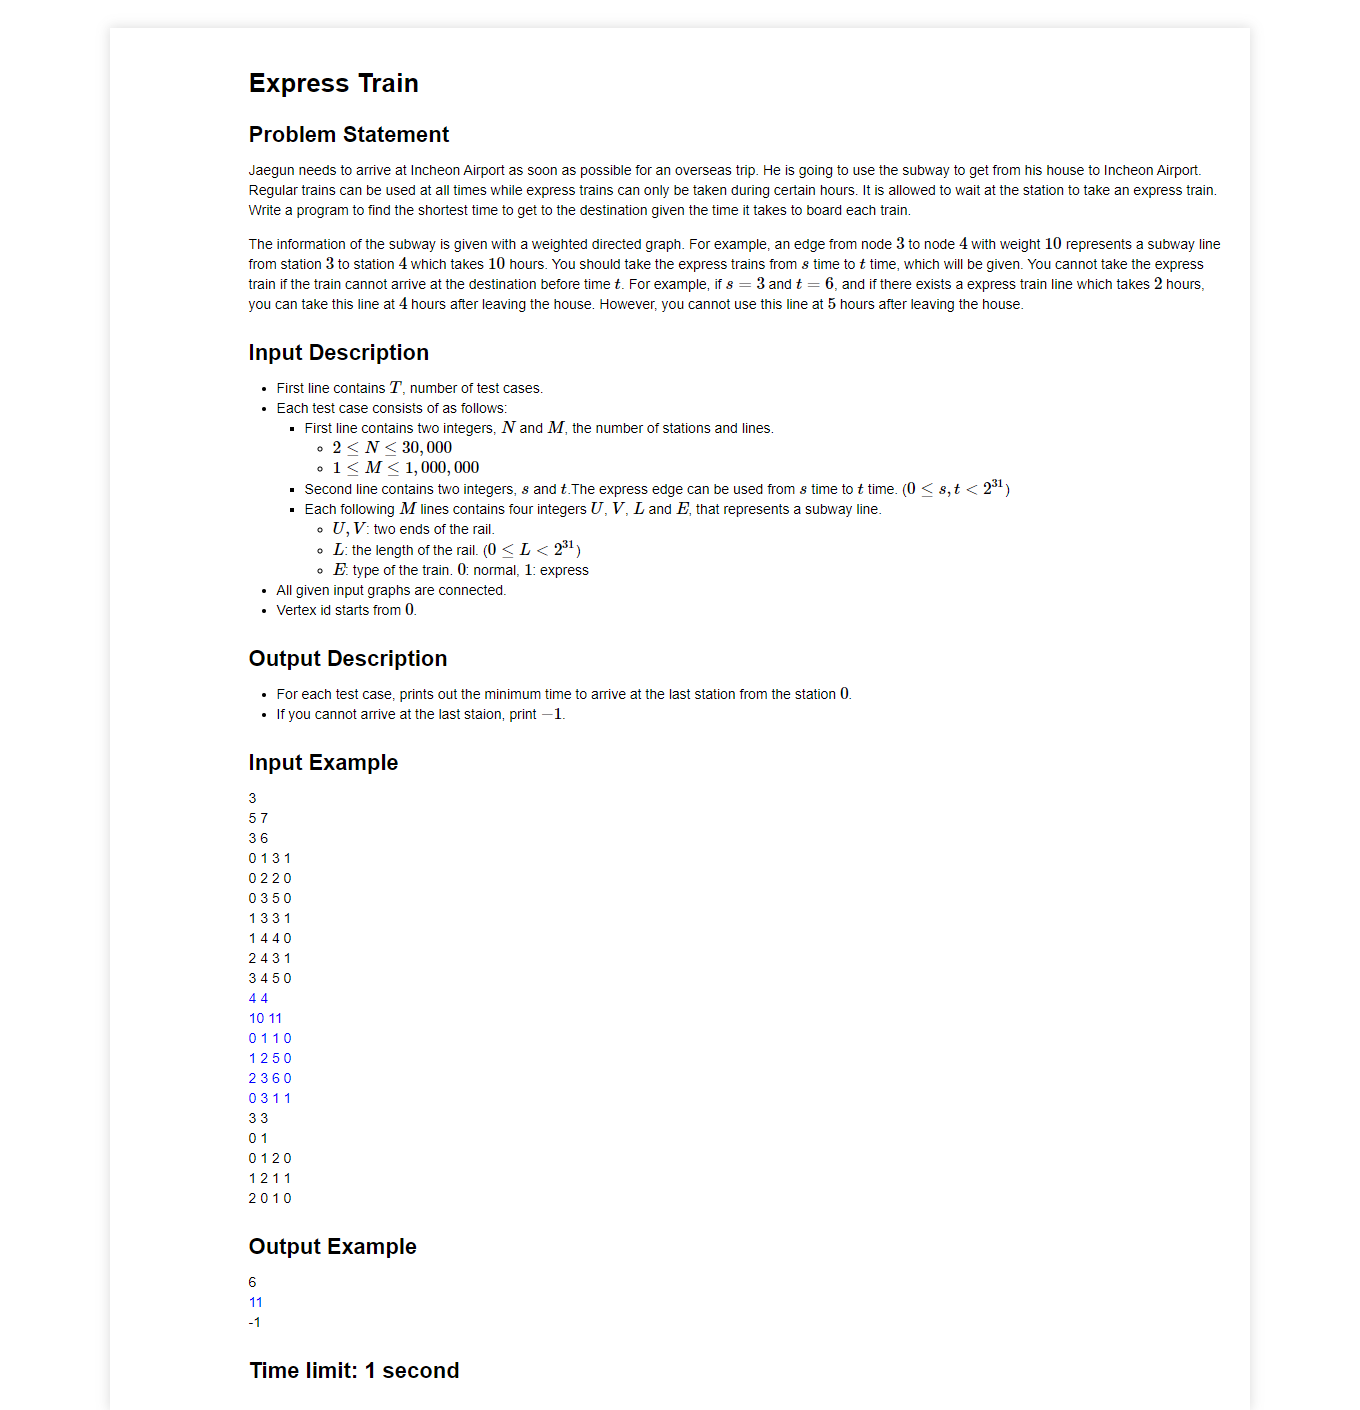 Express Train
Problem Statement
Jaegun needs to arrive at Incheon Airport as soon as possible for an overseas trip. He is going to use the subway to get from his house to Incheon Airport.
Regular trains can be used at all times while express trains can only be taken during certain hours. It is allowed to wait at the station to take an express train.
Write a program to find the shortest time to get to the destination given the time it takes to board each train.
The information of the subway is given with a weighted directed graph. For example, an edge from node 3 to node 4 with weight 10 represents a subway line
from station 3 to station 4 which takes 10 hours. You should take the express trains from s time to t time, which will be given. You cannot take the express
train if the train cannot arrive at the destination before time t. For example, if s = 3 and t = 6, and if there exists a express train line which takes 2 hours,
you can take this line at 4 hours after leaving the house. However, you cannot use this line at 5 hours after leaving the house.
Input Description
• First line contains T, number of test cases.
• Each test case consists of as follows:
▪ First line contains two integers, N and M, the number of stations and lines.
◦ 2 ≤ N ≤ 30,000
◦ 1 ≤ M ≤ 1,000,000
▪ Second line contains two integers, s and t.The express edge can be used from s time to t time. (0 ≤ s, t < 2^31)
▪ Each following M lines contains four integers U, V, L and E, that represents a subway line.
◦ U, V: two ends of the rail.
◦ L: the length of the rail. (0 ≤ L < 2^31)
◦ E: type of the train. 0: normal, 1: express
• All given input graphs are connected.
• Vertex id starts from 0.
Output Description
• For each test case, prints out the minimum time to arrive at the last station from the station 0.
• If you cannot arrive at the last staion, print −1.
Input Example
3
5 7
3 6
0 1 3 1
0 2 2 0
0 3 5 0
1 3 3 1
1 4 4 0
2 4 3 1
3 4 5 0
4 4
10 11
0 1 1 0
1 2 5 0
2 3 6 0
0 3 1 1
3 3
0 1
0 1 2 0
1 2 1 1
2 0 1 0
Output Example
6
11
-1
Time limit: 1 second